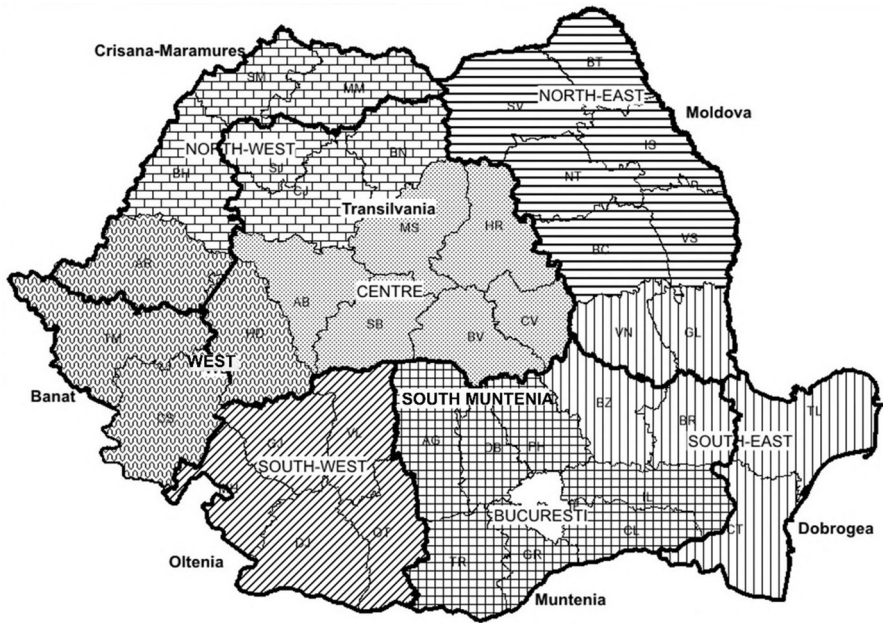 Crisana-Maramures
BT
SM
MM
NORTH-EAST
SV
Moldova
NORTH-WEST
BN
IS
BH
SJ
CJ
NT
Transilvania
MS
HR
BC
VS
AR
CENTRE
AB
TM
HD
SB
BV
CV
VN
GL
WEST
Banat
CS
SOUTH MUNTENIA
BZ
BR
TL
GJ
VL
AG
DB
PH
SOUTH-EAST
SOUTH-WEST
IL
BUCURESTI
DJ
OT
CL
CT
Dobrogea
TR
GR
Oltenia
Muntenia